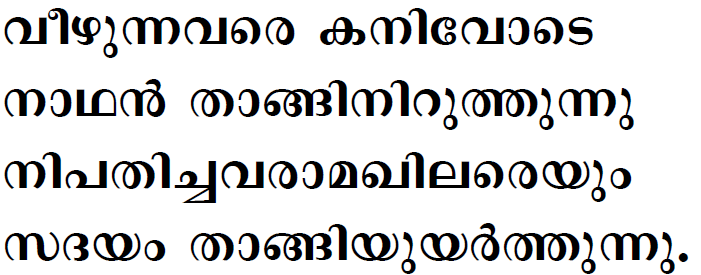 വീഴുന്നവരെ കനിവോടെ
നാഥൻ താങ്ങിനിറുത്തുന്നു
നിപതിച്ചവരാമഖിലരെയും
സദയം താങ്ങിയുയർത്തുന്നു.